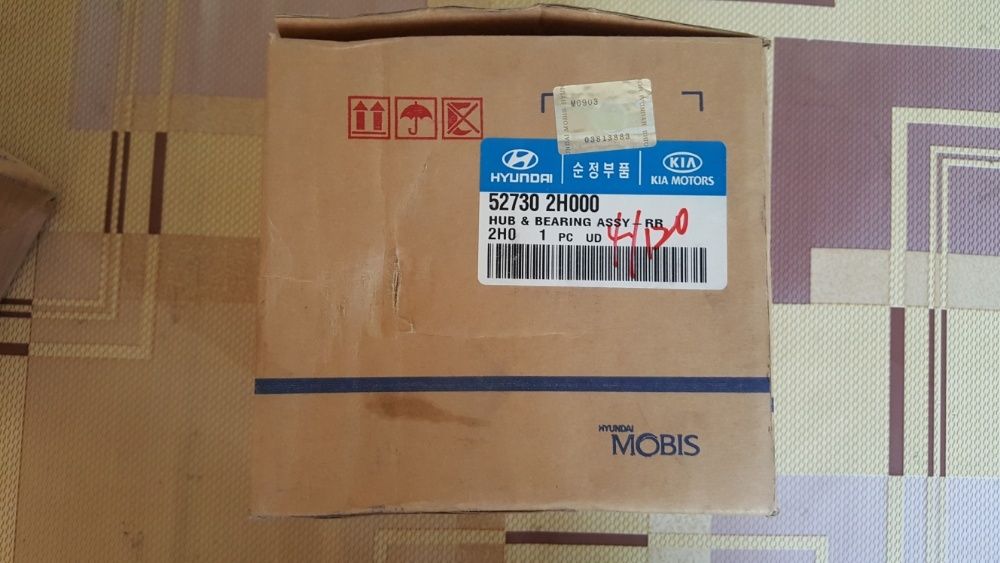 M0903
03813883
HYUNDAI
순정부품
KIA
KIA MOTORS
52730 2H000
HUB & BEARING ASSY-RR
2H0 1 PC UD
HYUNDAI
MOBIS